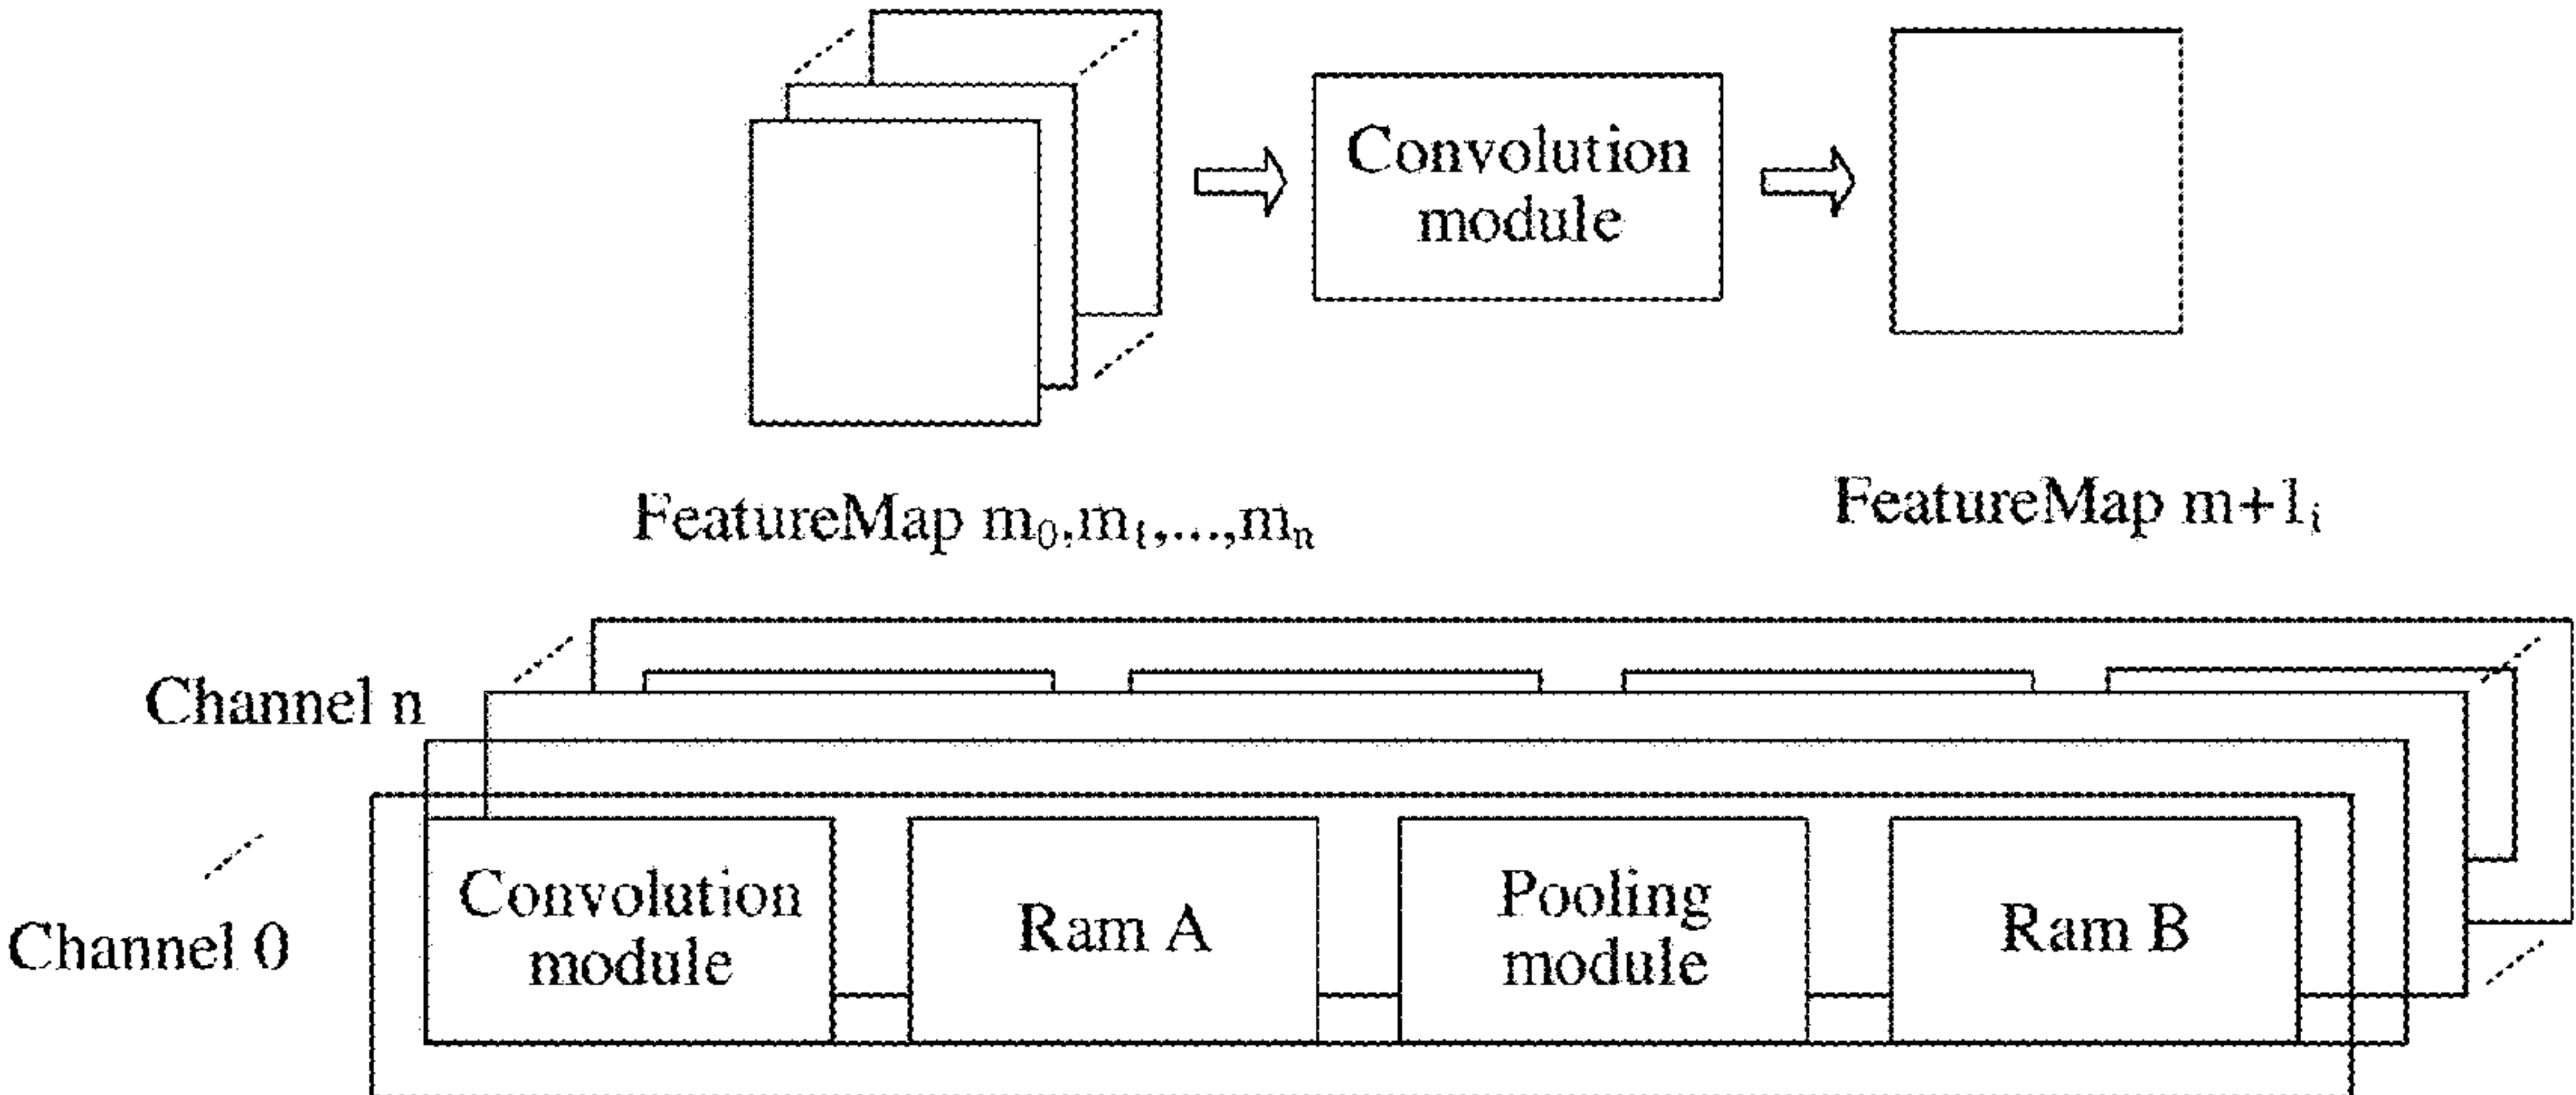 Convolution
module
FeatureMap m₀,m₁,...,mₙ
FeatureMap m+1ᵢ
Channel n
Channel 0
Convolution
module
Ram A
Pooling
module
Ram B